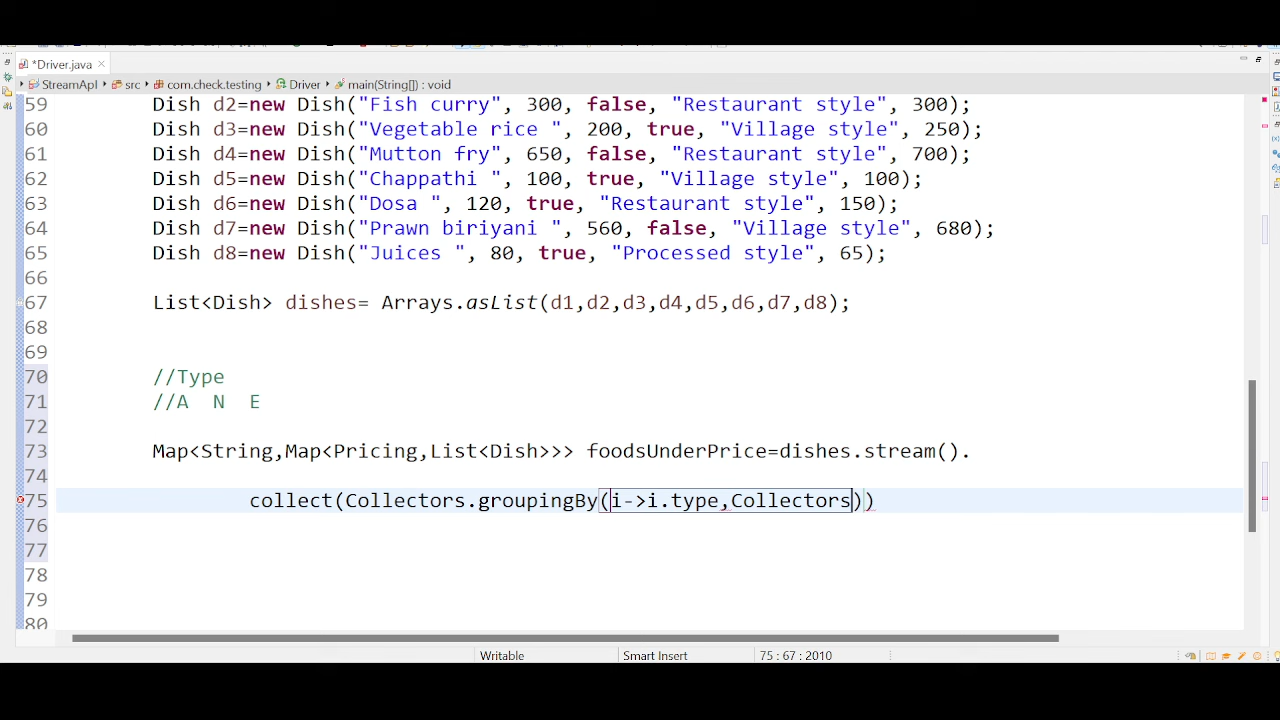 *Driver.java
StreamApI src com.check.testing Driver main(String[]) : void
59 Dish d2=new Dish("Fish curry", 300, false, "Restaurant style", 300);
60 Dish d3=new Dish("Vegetable rice ", 200, true, "Village style", 250);
61 Dish d4=new Dish("Mutton fry", 650, false, "Restaurant style", 700);
62 Dish d5=new Dish("Chappathi ", 100, true, "Village style", 100);
63 Dish d6=new Dish("Dosa ", 120, true, "Restaurant style", 150);
64 Dish d7=new Dish("Prawn biriyani ", 560, false, "Village style", 680);
65 Dish d8=new Dish("Juices ", 80, true, "Processed style", 65);
66
67 List<Dish> dishes= Arrays.asList(d1,d2,d3,d4,d5,d6,d7,d8);
68
69
70 //Type
71 //A N E
72
73 Map<String,Map<Pricing,List<Dish>>> foodsUnderPrice=dishes.stream().
74
75 collect(Collectors.groupingBy(i->i.type,Collectors))
76
77
78
79
80
Writable Smart Insert 75 : 67 : 2010